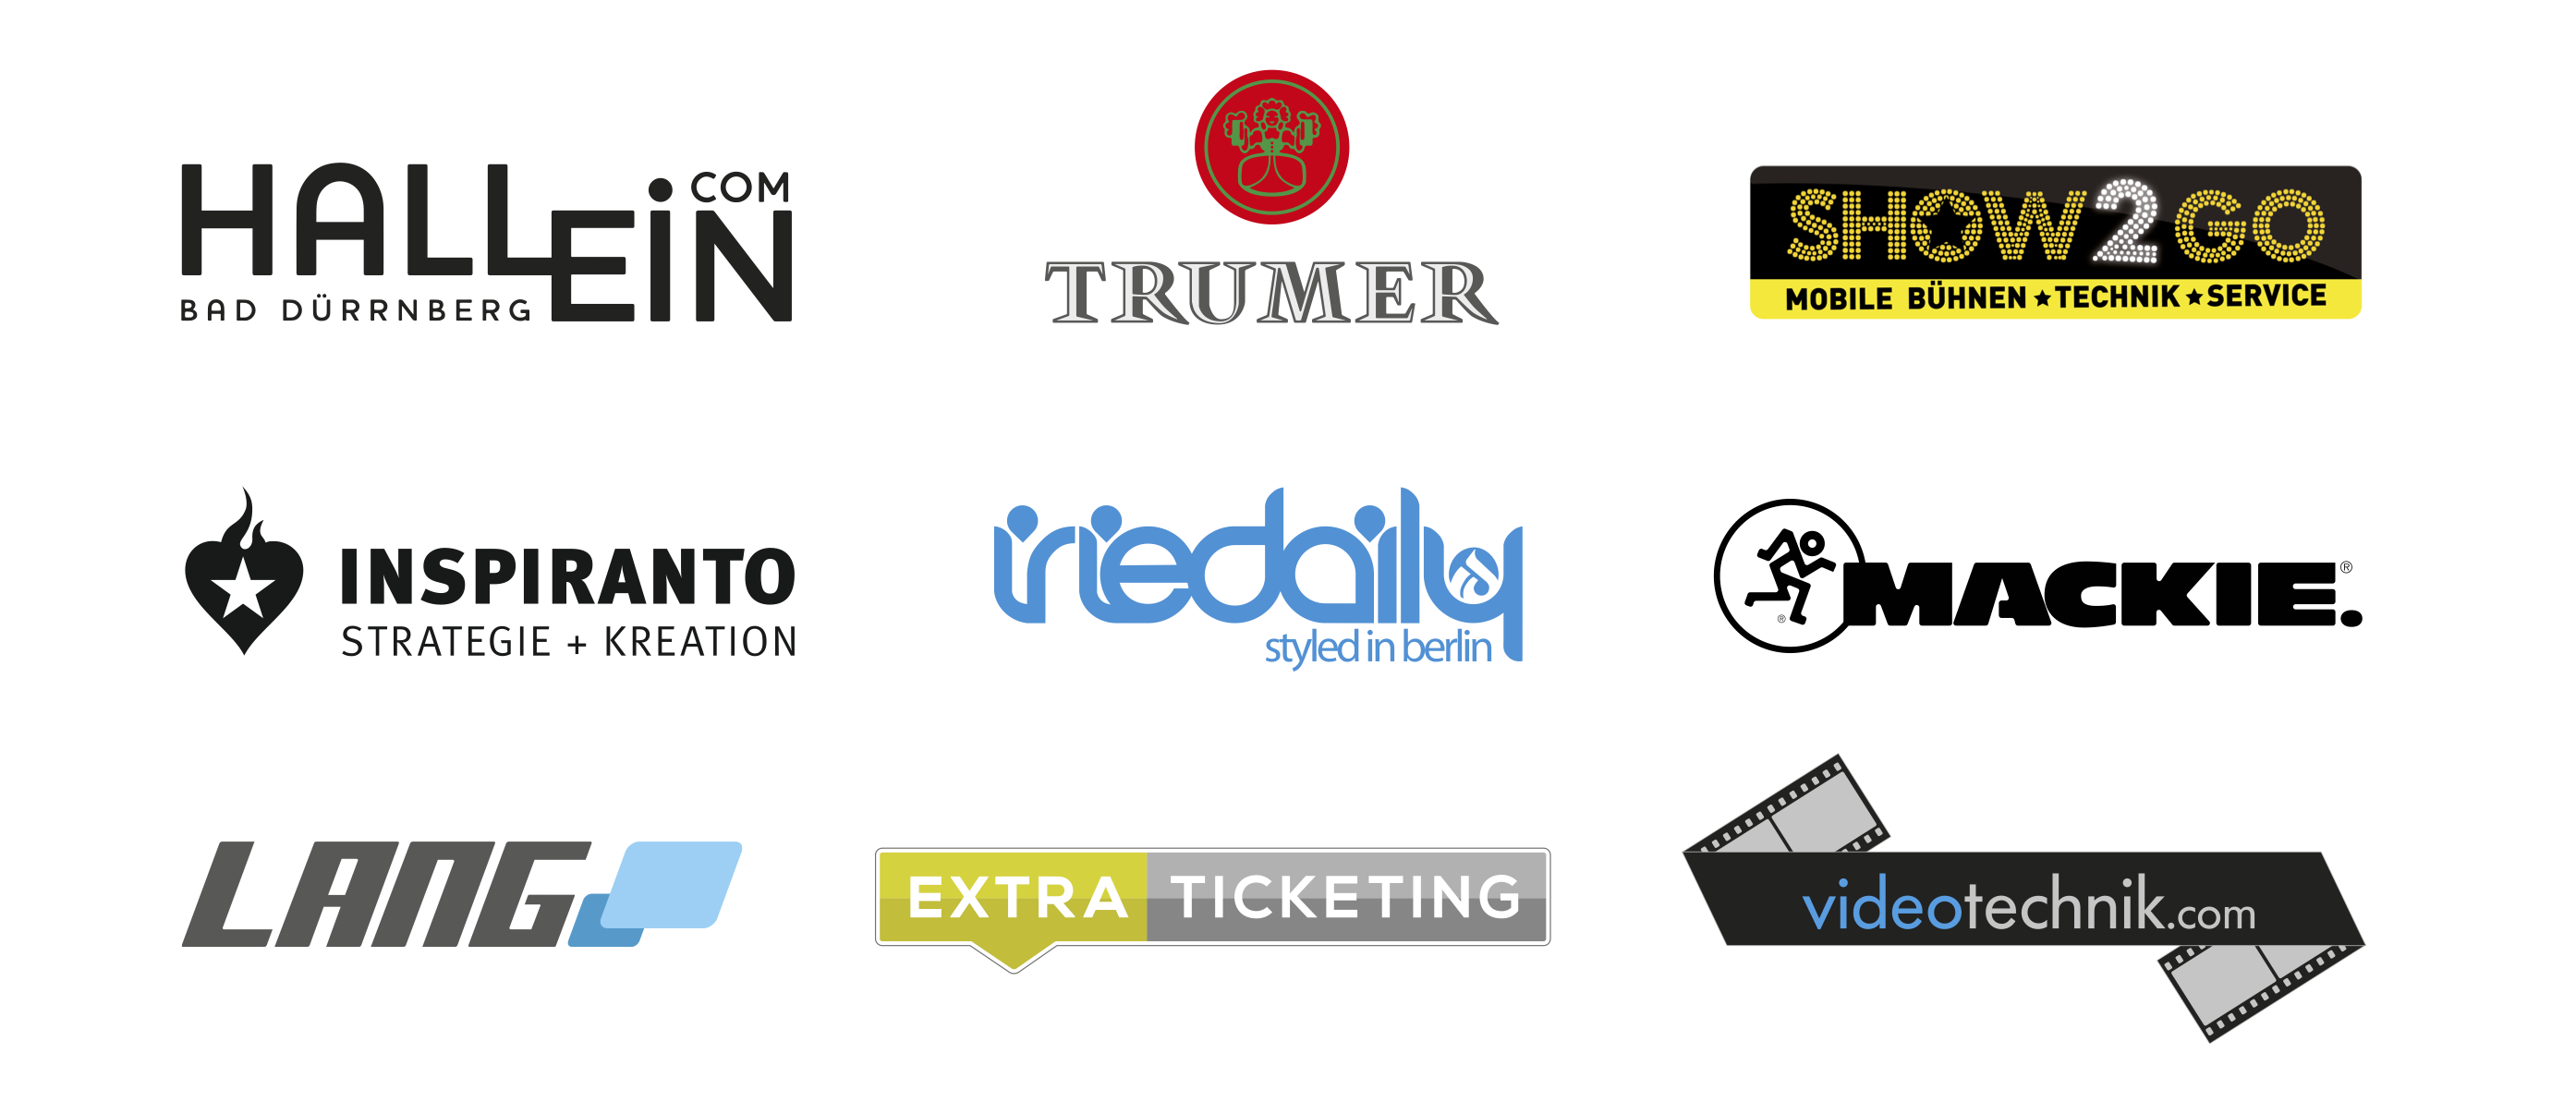 HALLEiN COM
BAD DÜRRNBERG
TRUMER
SHOW2GO
MOBILE BÜHNEN ★ TECHNIK ★ SERVICE
INSPIRANTO
STRATEGIE + KREATION
iriedaily
styled in berlin
MACKIE.®
®
LANG
EXTRA TICKETING
videotechnik.com